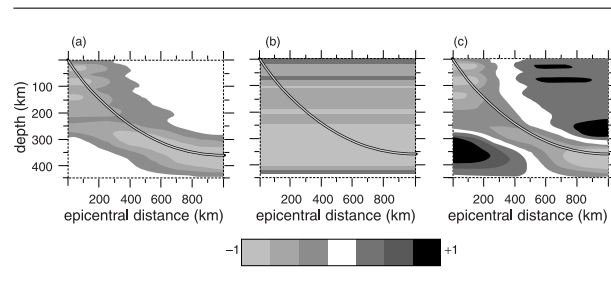 (a) (b) (c)
depth (km)
100
200
300
400
200 400 600 800 200 400 600 800 200 400 600 800
epicentral distance (km) epicentral distance (km) epicentral distance (km)
−1 +1